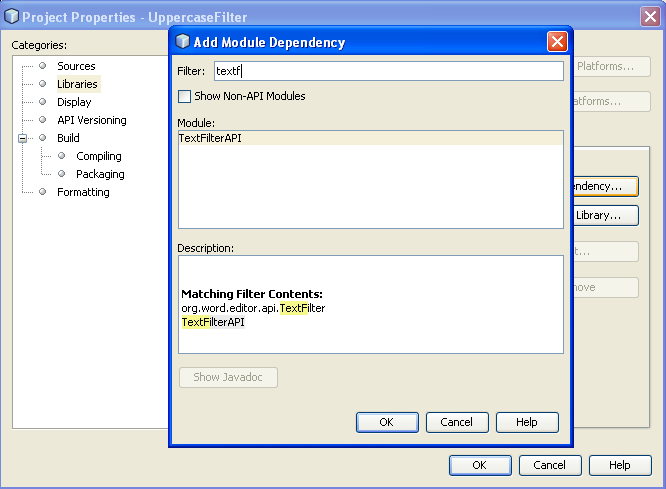 Project Properties - UppercaseFilter
Categories:
Sources
Libraries
Display
API Versioning
Build
Compiling
Packaging
Formatting
Platforms...
atforms...
endency...
Library...
t...
ove
Add Module Dependency
Filter: textf
Show Non-API Modules
Module:
TextFilterAPI
Description:
Matching Filter Contents:
org.word.editor.api.TextFilter
TextFilterAPI
Show Javadoc
OK Cancel Help
OK Cancel Help